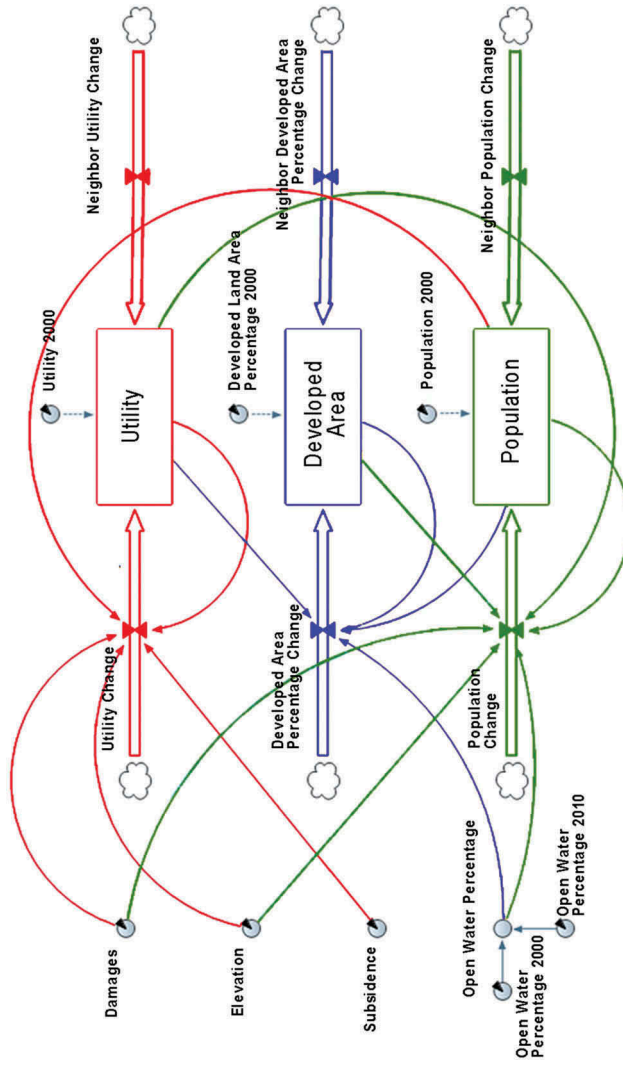 Damages
Elevation
Subsidence
Open Water Percentage
Open Water
Percentage 2000
Open Water
Percentage 2010
Utility Change
Developed Area
Percentage Change
Population
Change
Utility 2000
Utility
Developed Land Area
Percentage 2000
Developed
Area
Population 2000
Population
Neighbor Utility Change
Neighbor Developed Area
Percentage Change
Neighbor Population Change